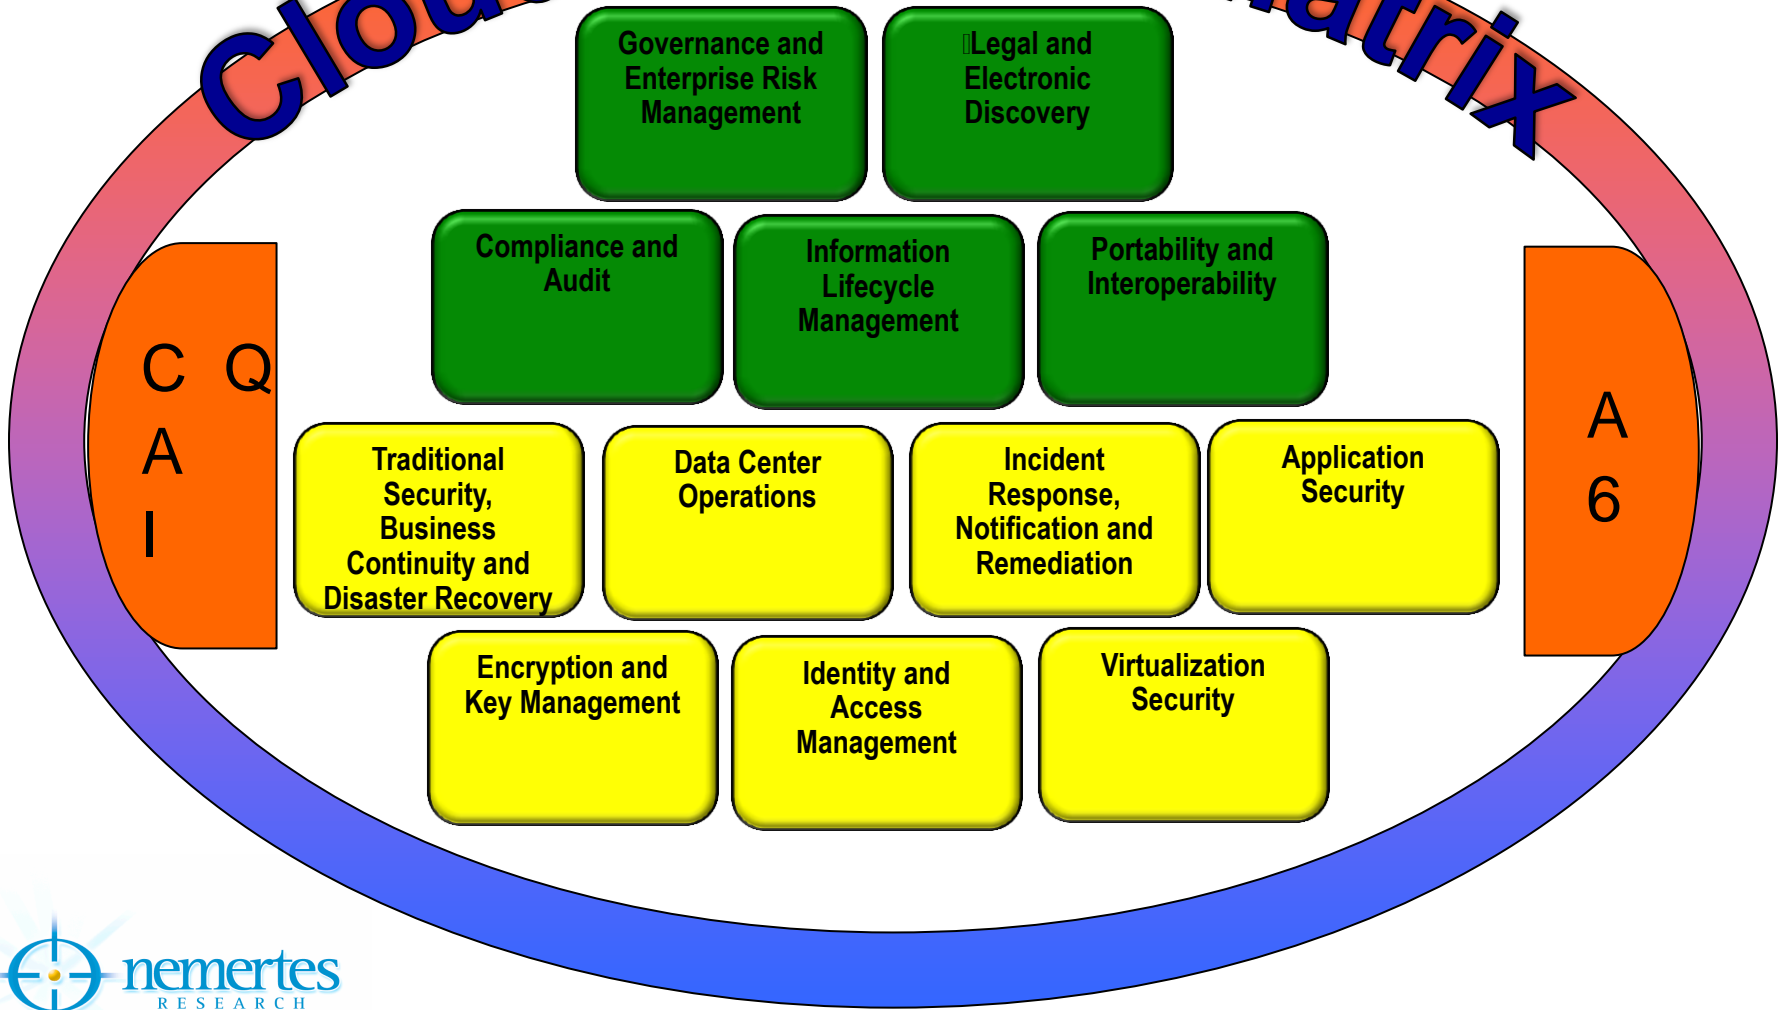 Governance and
Enterprise Risk
Management
Legal and
Electronic
Discovery
Compliance and
Audit
Information
Lifecycle
Management
Portability and
Interoperability
C Q
A
I
A
6
Traditional
Security,
Business
Continuity and
Disaster Recovery
Data Center
Operations
Incident
Response,
Notification and
Remediation
Application
Security
Encryption and
Key Management
Identity and
Access
Management
Virtualization
Security
nemertes
RESEARCH